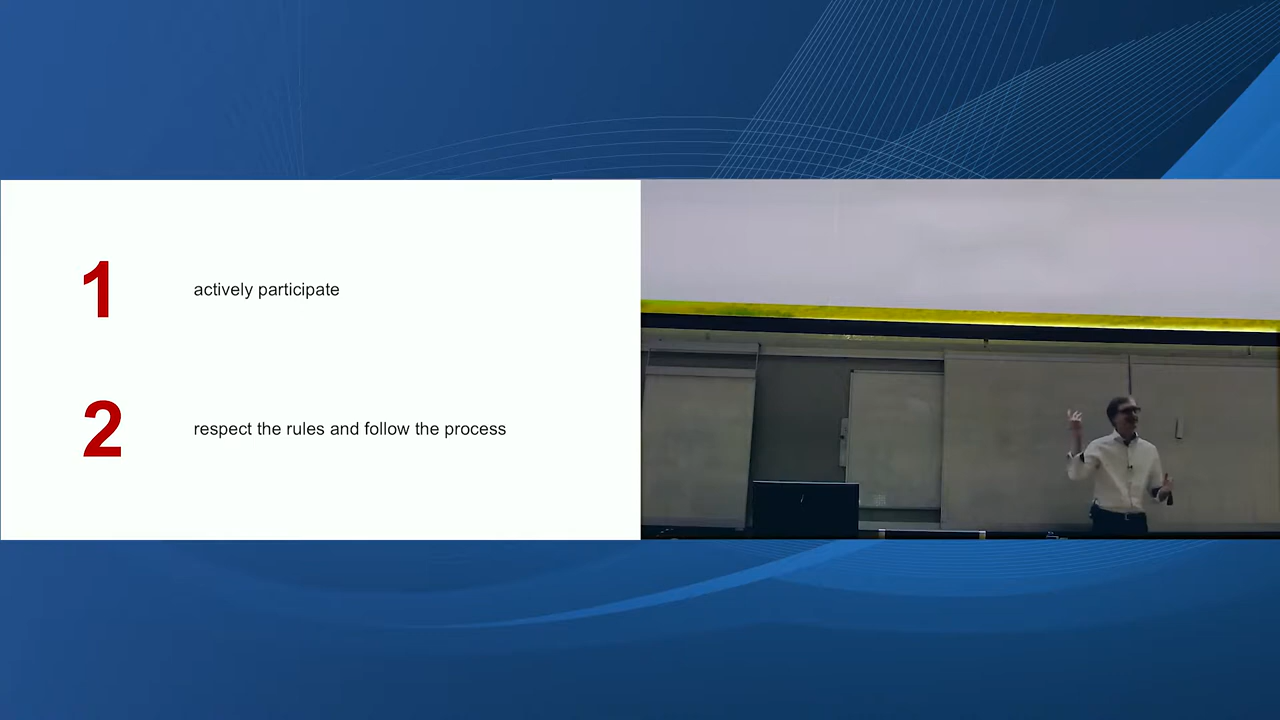 1
actively participate
2
respect the rules and follow the process